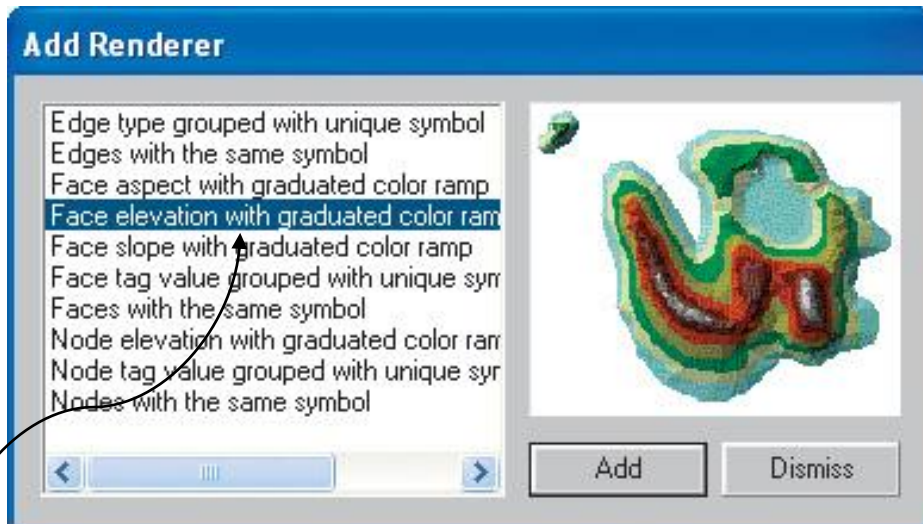 Add Renderer
Edge type grouped with unique symbol
Edges with the same symbol
Face aspect with graduated color ramp
Face elevation with graduated color ram
Face slope with graduated color ramp
Face tag value grouped with unique sym
Faces with the same symbol
Node elevation with graduated color ram
Node tag value grouped with unique syr
Nodes with the same symbol
Add
Dismiss